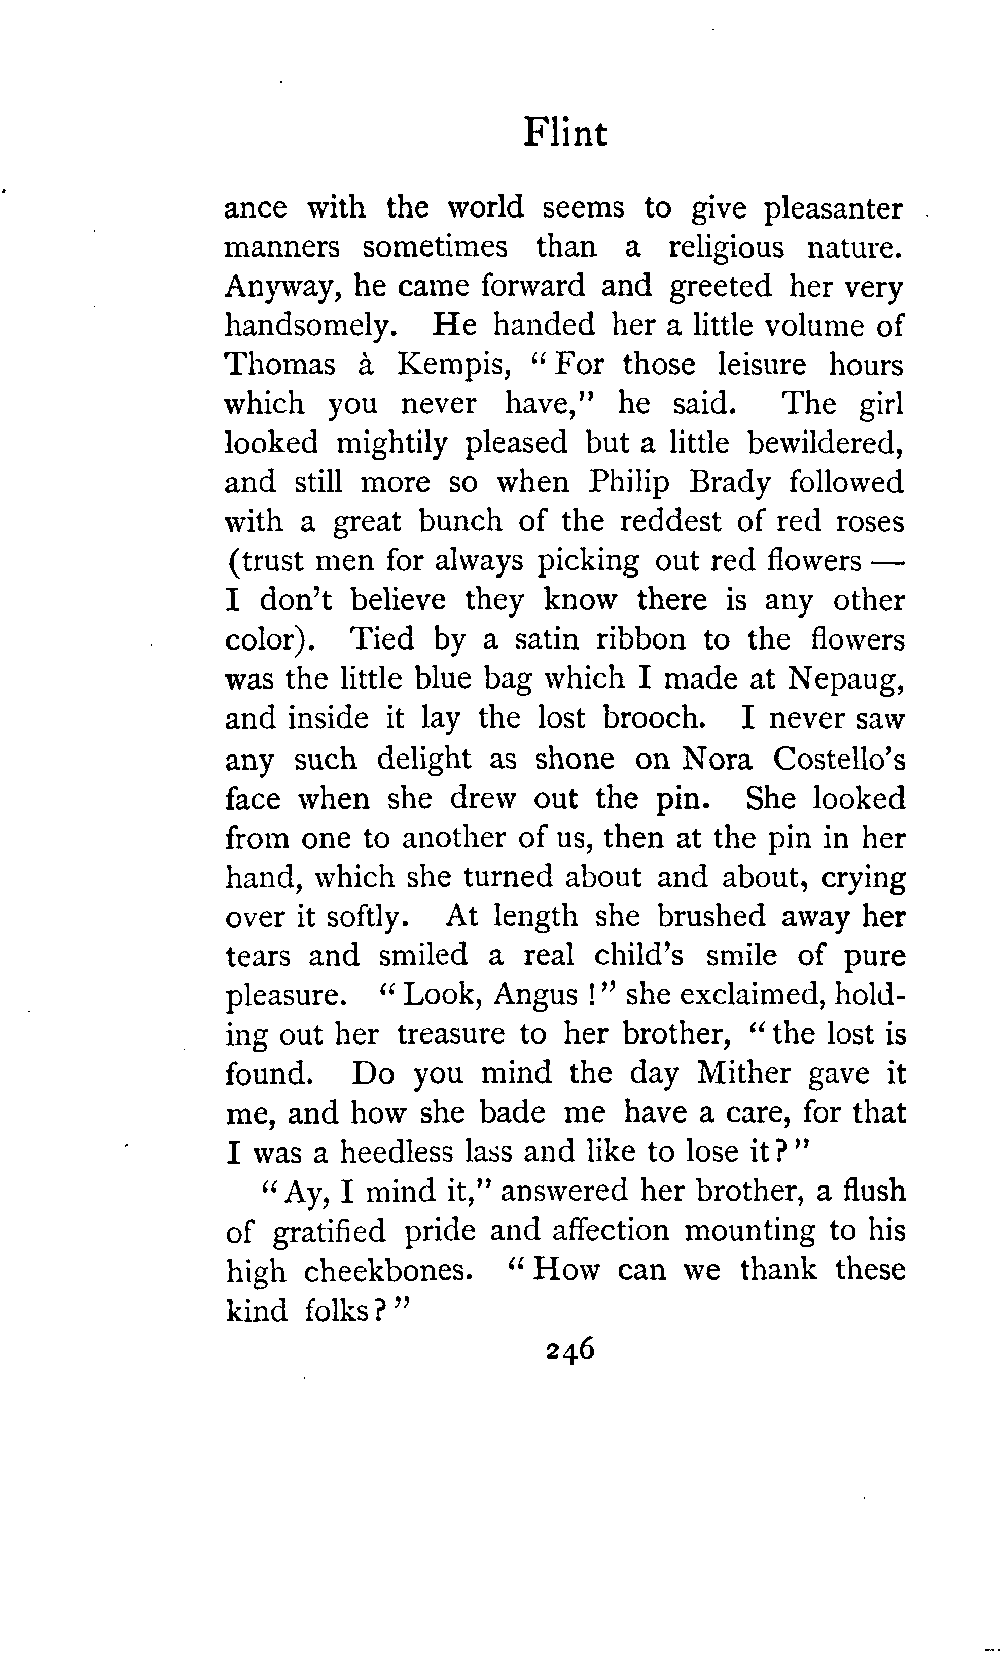 Flint
ance with the world seems to give pleasanter
manners sometimes than a religious nature.
Anyway, he came forward and greeted her very
handsomely. He handed her a little volume of
Thomas à Kempis, “ For those leisure hours
which you never have,” he said. The girl
looked mightily pleased but a little bewildered,
and still more so when Philip Brady followed
with a great bunch of the reddest of red roses
(trust men for always picking out red flowers —
I don't believe they know there is any other
color). Tied by a satin ribbon to the flowers
was the little blue bag which I made at Nepaug,
and inside it lay the lost brooch. I never saw
any such delight as shone on Nora Costello's
face when she drew out the pin. She looked
from one to another of us, then at the pin in her
hand, which she turned about and about, crying
over it softly. At length she brushed away her
tears and smiled a real child's smile of pure
pleasure. “ Look, Angus !” she exclaimed, hold-
ing out her treasure to her brother, “ the lost is
found. Do you mind the day Mither gave it
me, and how she bade me have a care, for that
I was a heedless lass and like to lose it? ”
“ Ay, I mind it,” answered her brother, a flush
of gratified pride and affection mounting to his
high cheekbones. “ How can we thank these
kind folks? ”
246